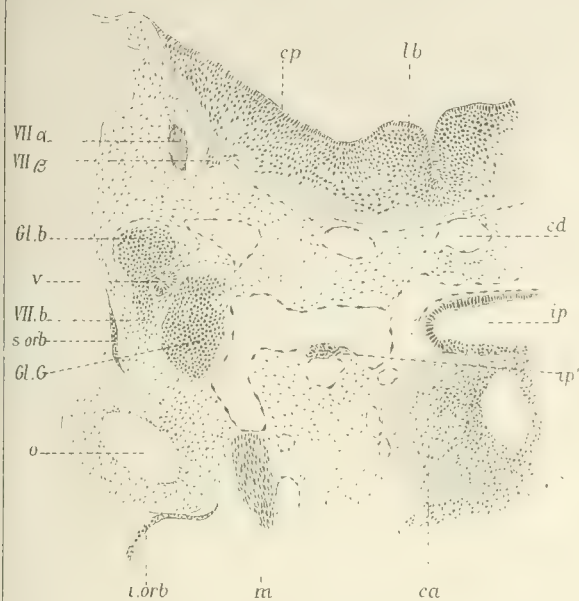 cp
lb
VII a
VII β
Gl.b
cd
v
VII.b
ip
s orb
Gl.G
ip'
o
i.orb
m
ca